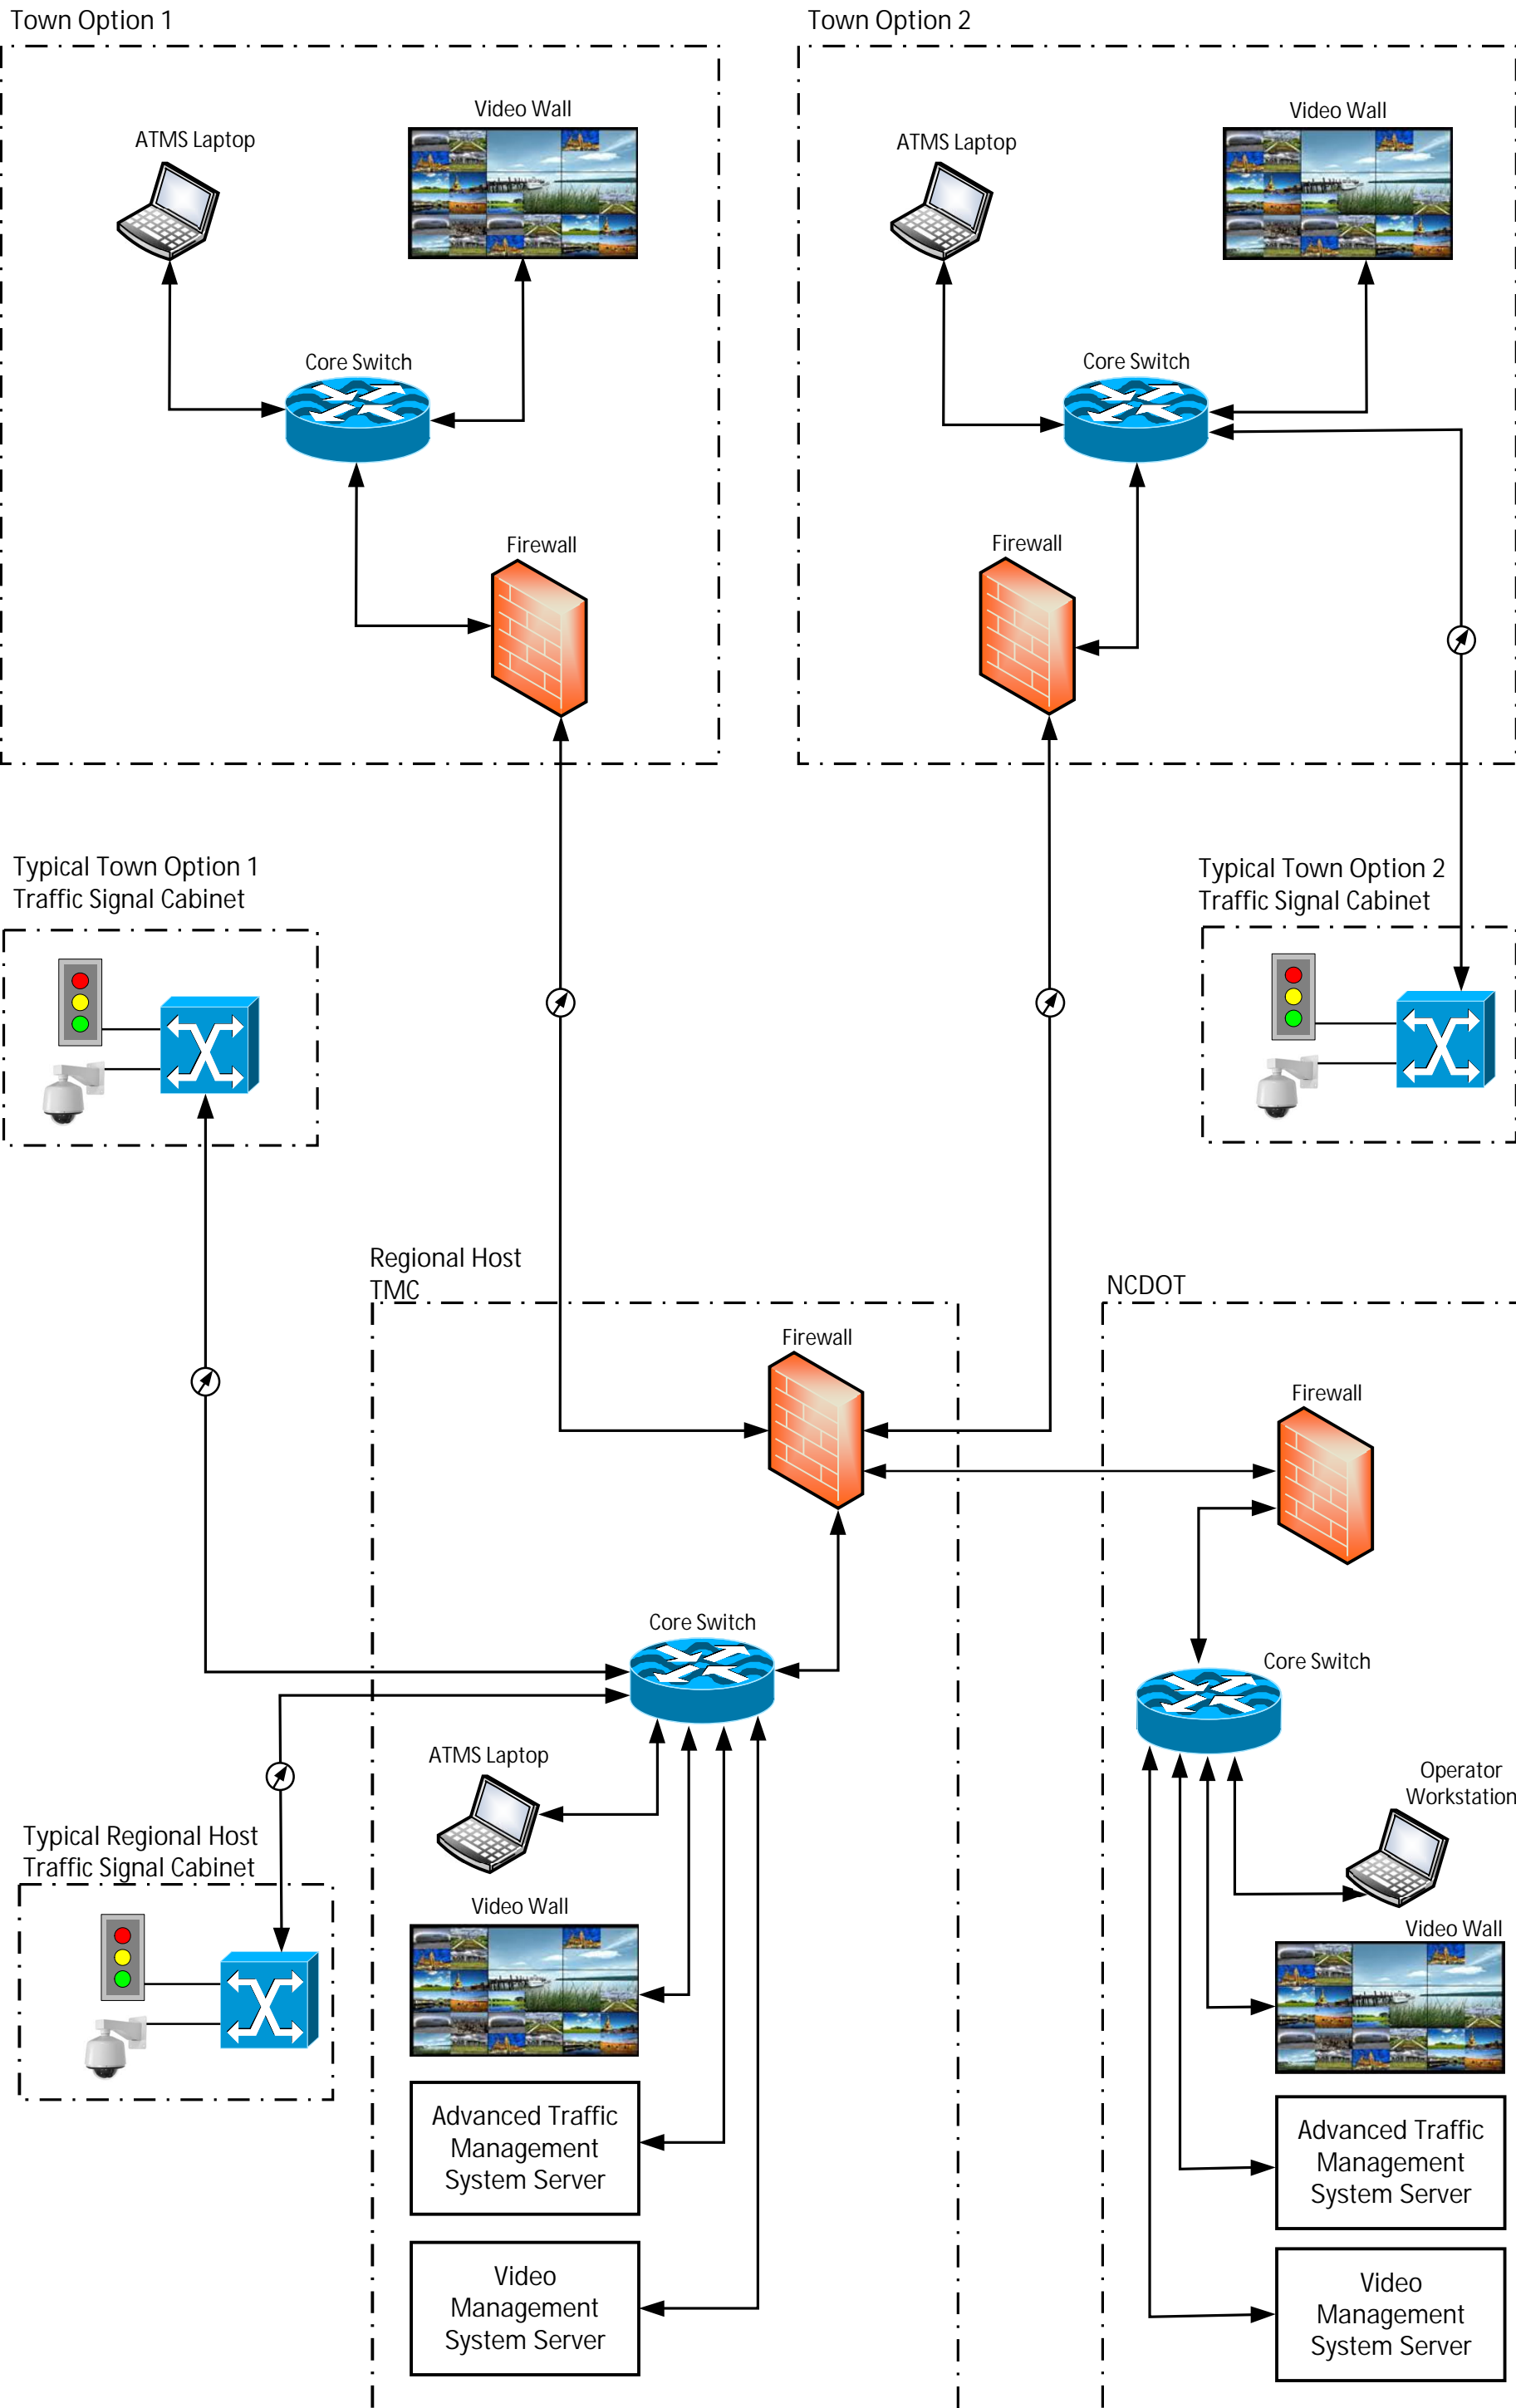 Town Option 1
Town Option 2
Video Wall
ATMS Laptop
Video Wall
ATMS Laptop
Core Switch
Core Switch
Firewall
Firewall
Typical Town Option 1
Traffic Signal Cabinet
Typical Town Option 2
Traffic Signal Cabinet
Regional Host
TMC
NCDOT
Firewall
Firewall
Core Switch
Core Switch
ATMS Laptop
Operator
Workstation
Typical Regional Host
Traffic Signal Cabinet
Video Wall
Video Wall
Advanced Traffic
Management
System Server
Advanced Traffic
Management
System Server
Video
Management
System Server
Video
Management
System Server